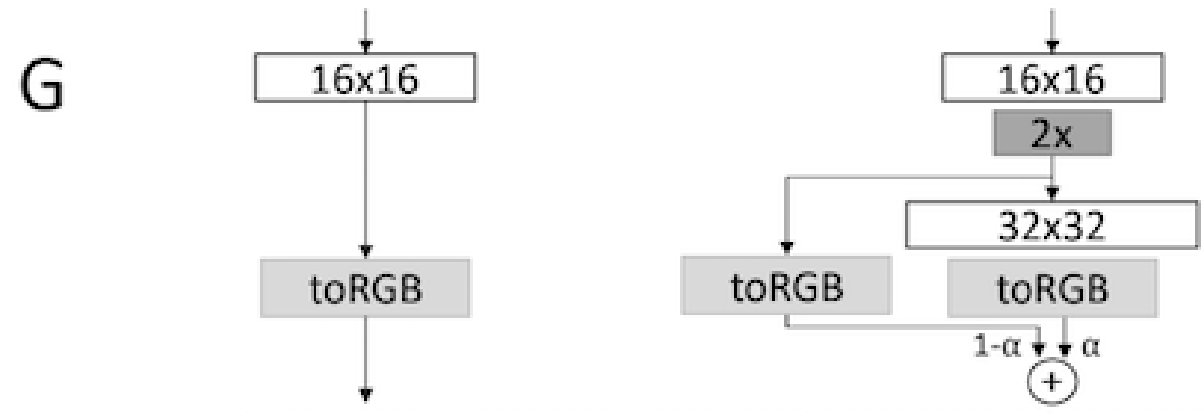 G
16x16
16x16
2x
32x32
toRGB
toRGB
toRGB
1-α
α
+